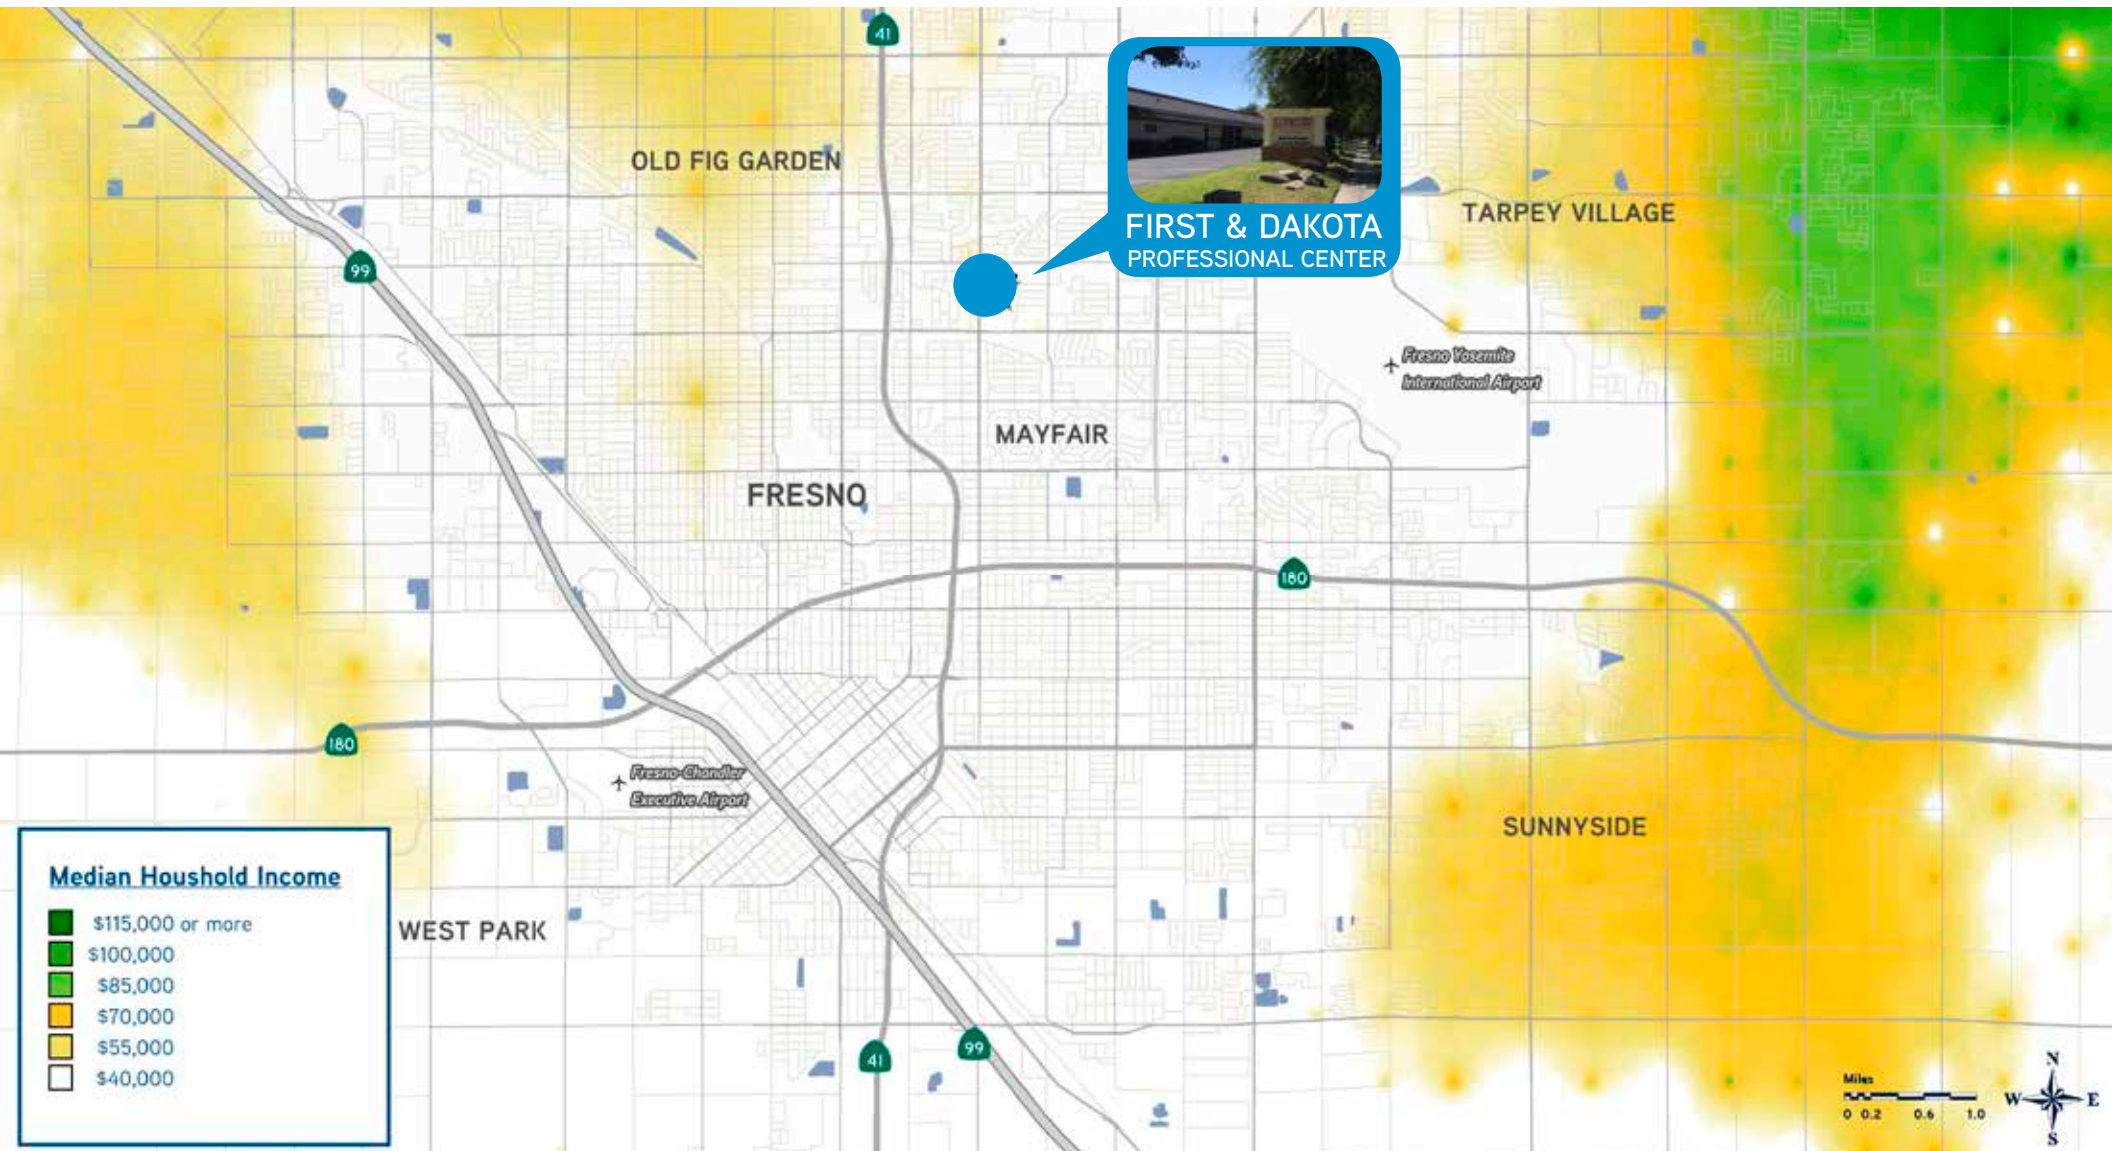 41
OLD FIG GARDEN
FIRST & DAKOTA
PROFESSIONAL CENTER
TARPEY VILLAGE
99
Fresno Yosemite
International Airport
MAYFAIR
FRESNO
180
180
Fresno-Chandler
Executive Airport
SUNNYSIDE
WEST PARK
Median Houshold Income
$115,000 or more
$100,000
$85,000
$70,000
$55,000
$40,000
41
99
Miles
0 0.2 0.6 1.0
N
W E
S